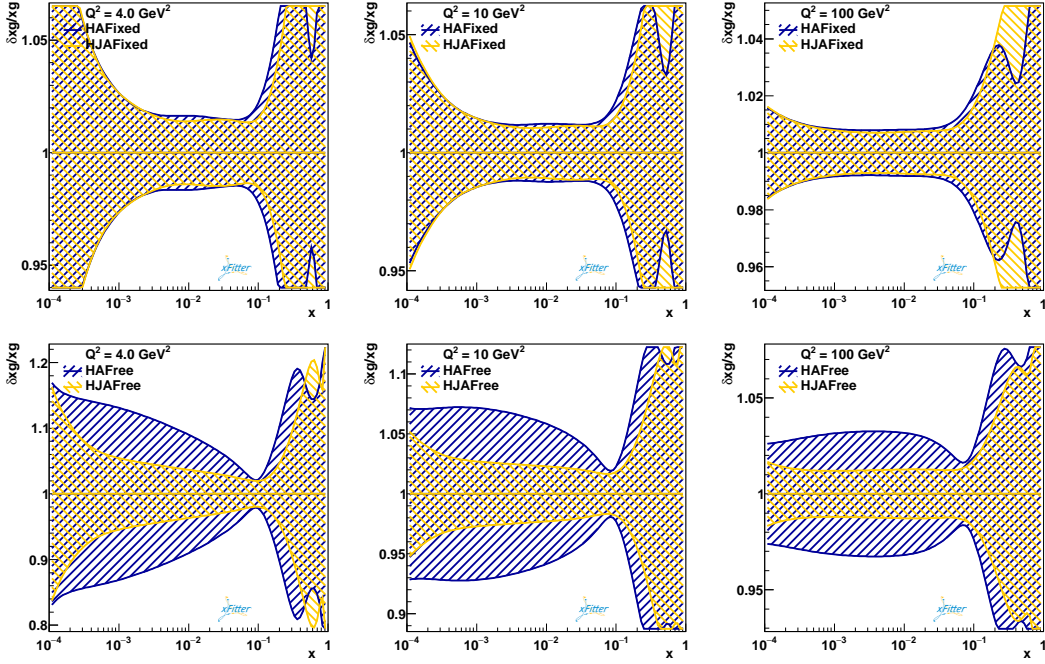 Q² = 4.0 GeV²
HAFixed
HJAFixed
δxg/xg
1.05
1
0.95
xFitter
10⁻⁴ 10⁻³ 10⁻² 10⁻¹ 1
x
Q² = 10 GeV²
HAFixed
HJAFixed
δxg/xg
1.05
1
0.95
xFitter
10⁻⁴ 10⁻³ 10⁻² 10⁻¹ 1
x
Q² = 100 GeV²
HAFixed
HJAFixed
δxg/xg
1.04
1.02
1
0.98
0.96
xFitter
10⁻⁴ 10⁻³ 10⁻² 10⁻¹ 1
x
Q² = 4.0 GeV²
HAFree
HJAFree
δxg/xg
1.2
1.1
1
0.9
0.8
xFitter
10⁻⁴ 10⁻³ 10⁻² 10⁻¹ 1
x
Q² = 10 GeV²
HAFree
HJAFree
δxg/xg
1.1
1.05
1
0.95
0.9
xFitter
10⁻⁴ 10⁻³ 10⁻² 10⁻¹ 1
x
Q² = 100 GeV²
HAFree
HJAFree
δxg/xg
1.05
1
0.95
xFitter
10⁻⁴ 10⁻³ 10⁻² 10⁻¹ 1
x